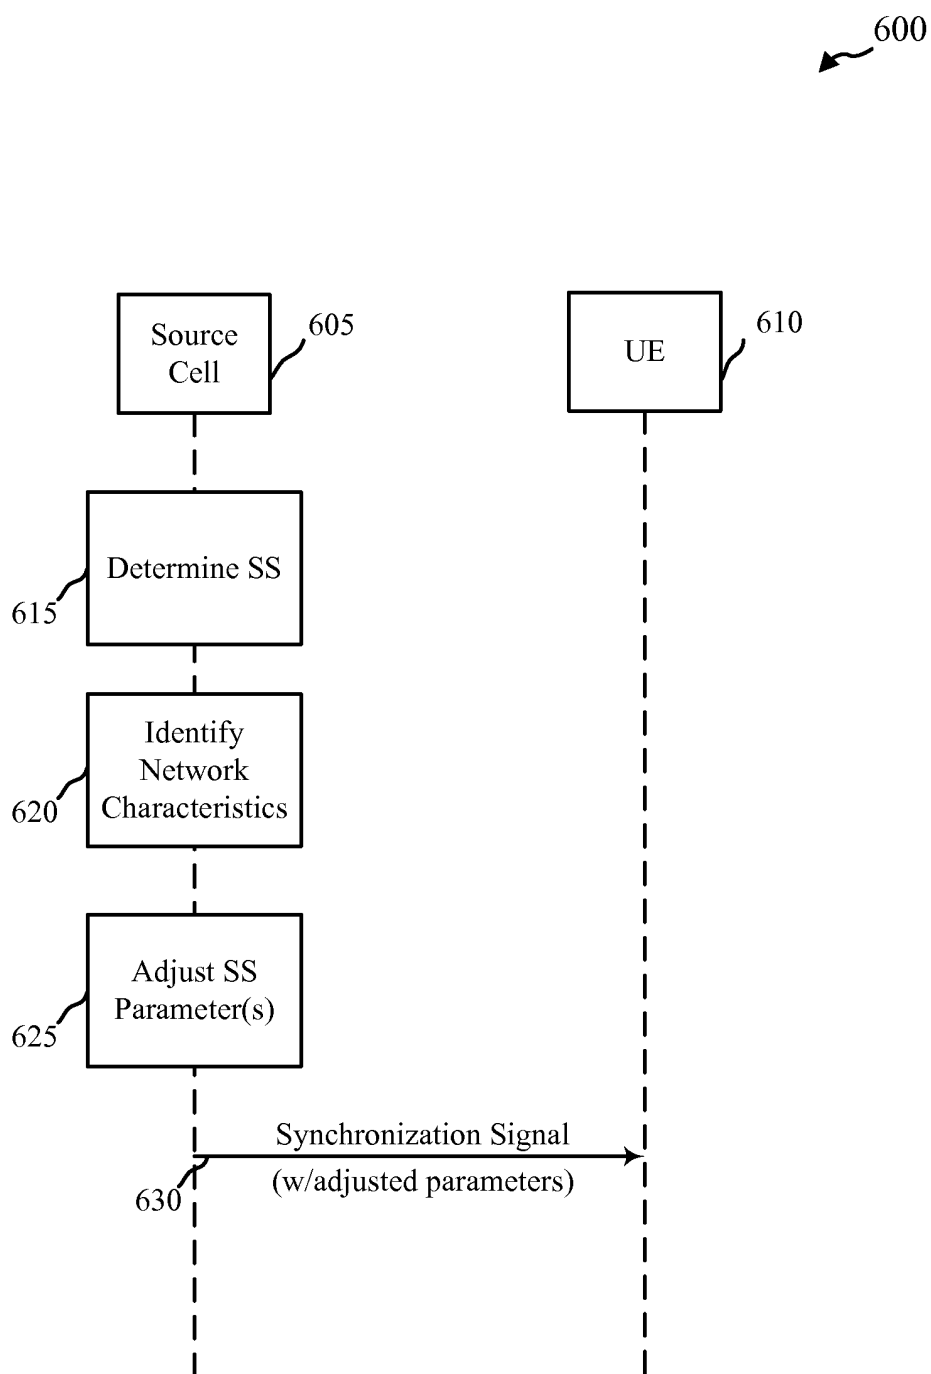 600
Source
Cell
605
UE
610
Determine SS
615
Identify
Network
Characteristics
620
Adjust SS
Parameter(s)
625
Synchronization Signal
(w/adjusted parameters)
630